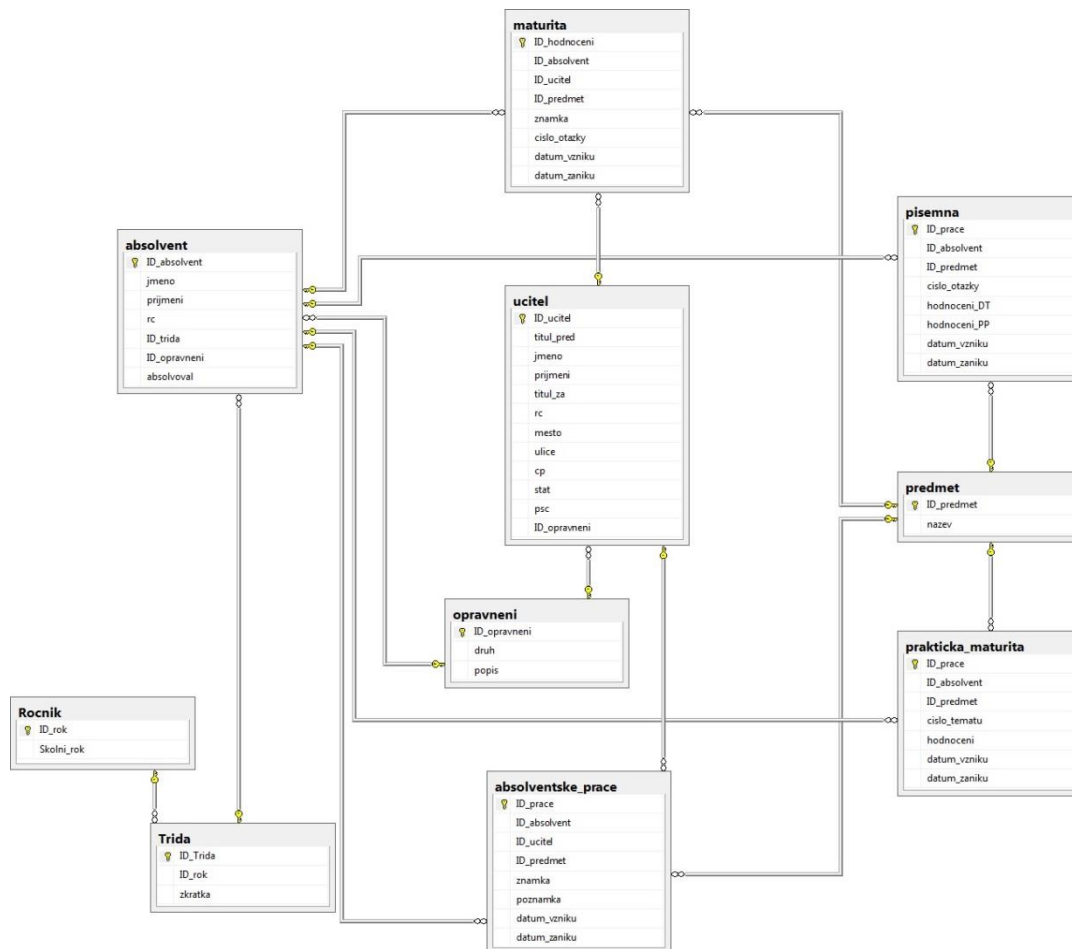 maturita
ID_hodnoceni
ID_absolvent
ID_ucitel
ID_predmet
znamka
cislo_otazky
datum_vzniku
datum_zaniku
pisemna
ID_prace
ID_absolvent
ID_predmet
cislo_otazky
hodnoceni_DT
hodnoceni_PP
datum_vzniku
datum_zaniku
absolvent
ID_absolvent
jmeno
prijmeni
rc
ID_trida
ID_opravneni
absolvoval
ucitel
ID_ucitel
titul_pred
jmeno
prijmeni
titul_za
rc
mesto
ulice
cp
stat
psc
ID_opravneni
predmet
ID_predmet
nazev
opravneni
ID_opravneni
druh
popis
prakticka_maturita
ID_prace
ID_absolvent
ID_predmet
cislo_tematu
hodnoceni
datum_vzniku
datum_zaniku
Rocnik
ID_rok
Skolni_rok
absolventske_prace
ID_prace
ID_absolvent
ID_ucitel
ID_predmet
znamka
poznamka
datum_vzniku
datum_zaniku
Trida
ID_Trida
ID_rok
zkratka